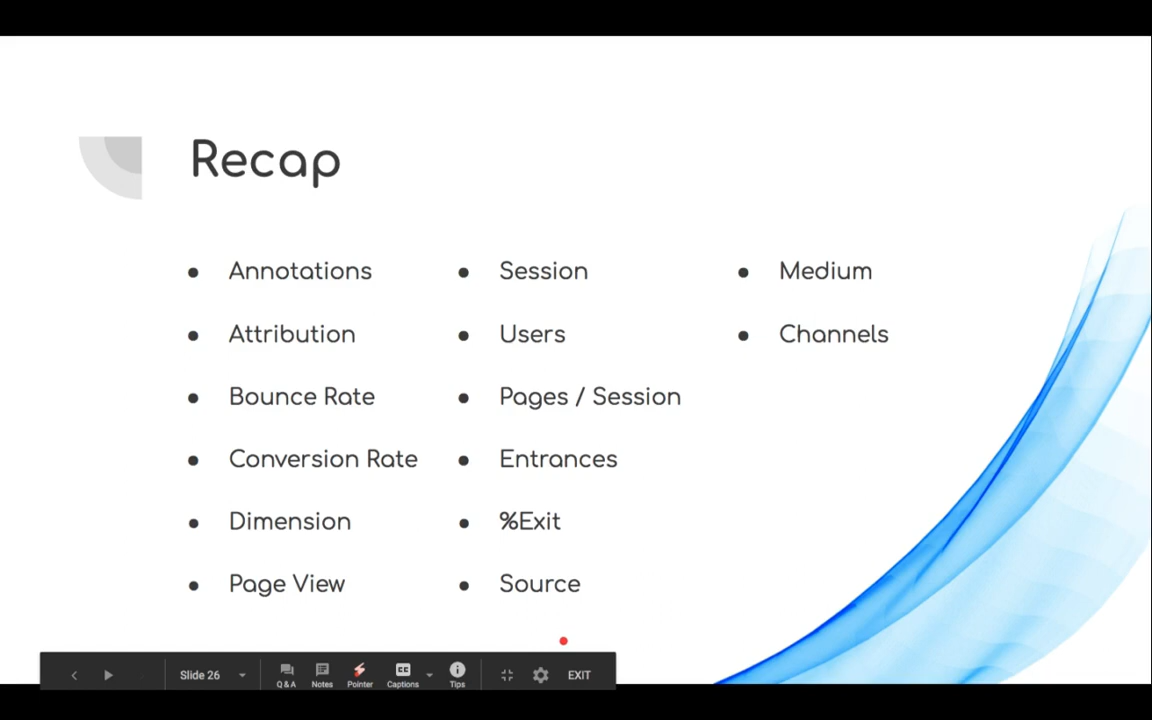 Recap
Annotations
Attribution
Bounce Rate
Conversion Rate
Dimension
Page View
Session
Users
Pages / Session
Entrances
%Exit
Source
Medium
Channels
Slide 26
Q & A
Notes
Pointer
CC
Captions
Tips
EXIT